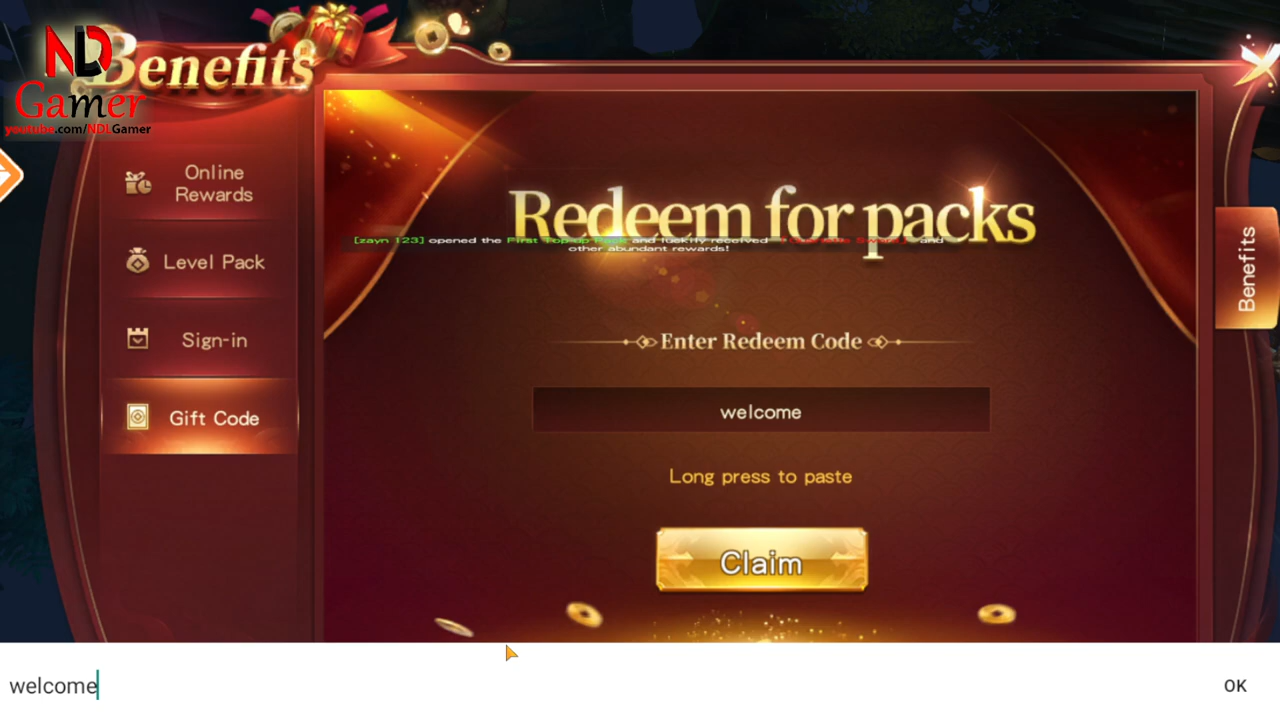 NDL
Gamer
youtube.com/NDLGamer
Benefits
Online
Rewards
Level Pack
Sign-in
Gift Code
Redeem for packs
[zayn 123] opened the First Top-up Pack and luckily received and
other abundant rewards!
Enter Redeem Code
welcome
Long press to paste
Claim
Benefits
welcome
OK